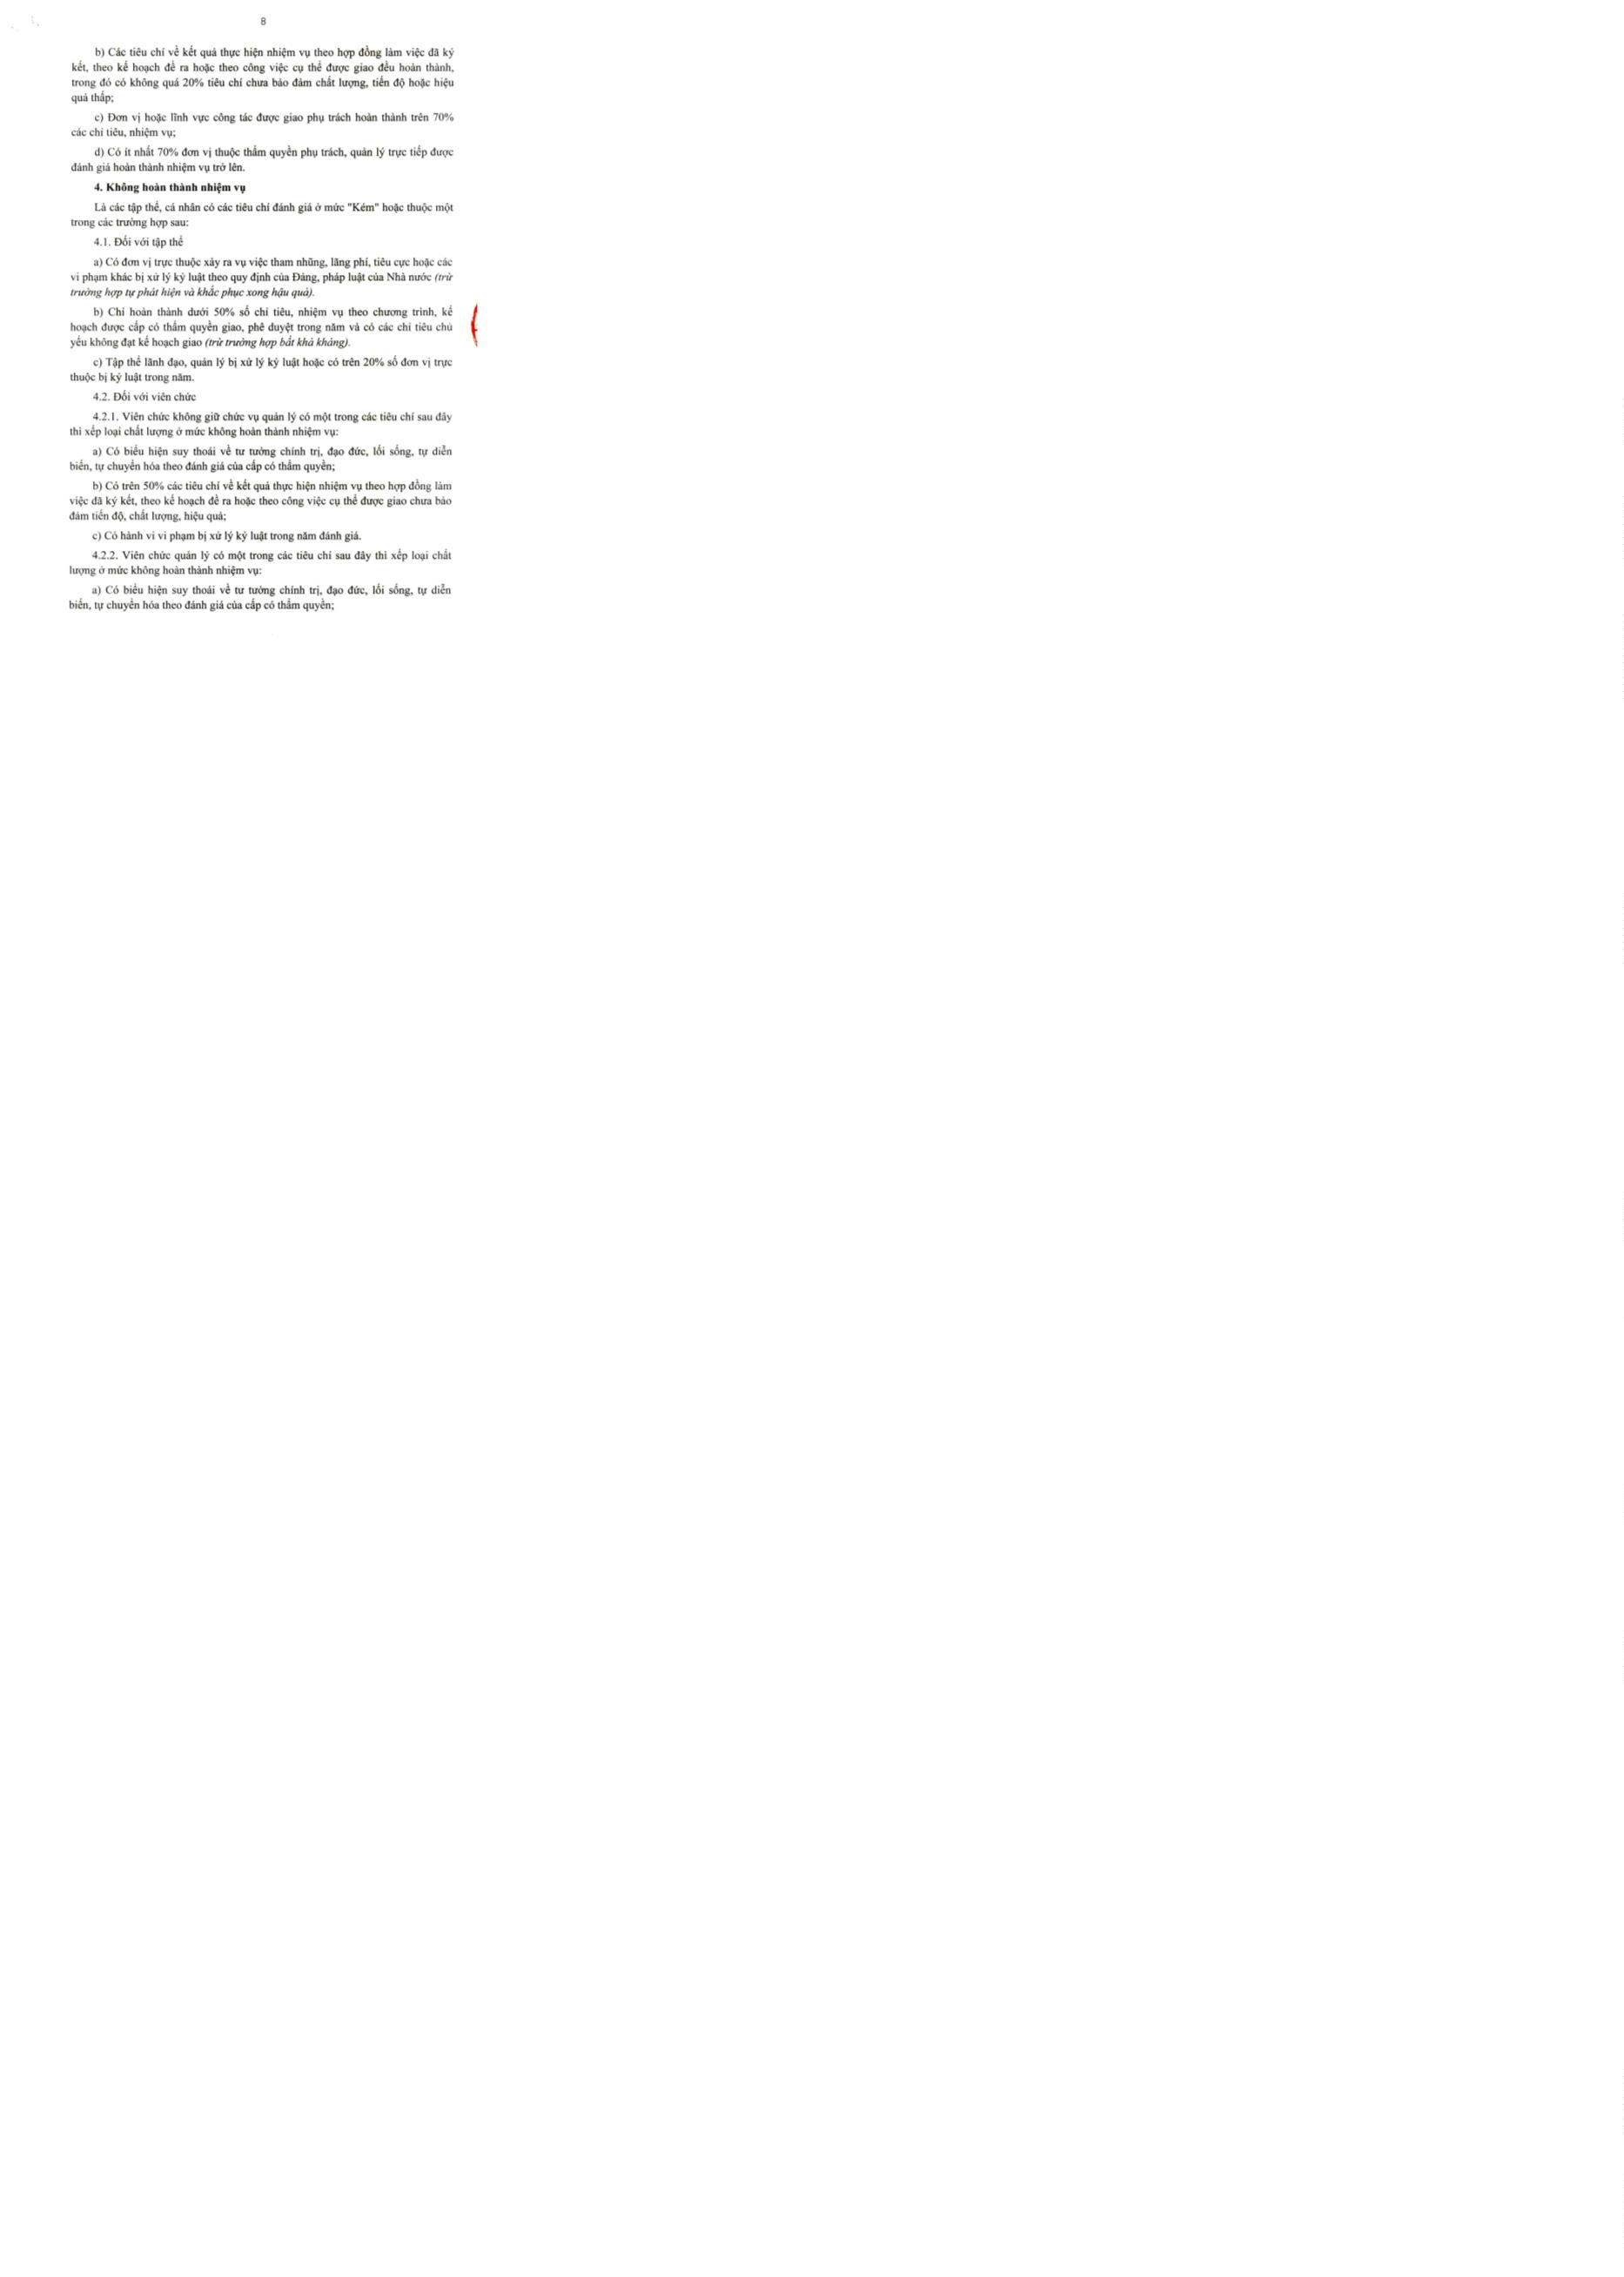 8
b) Các tiêu chí về kết quả thực hiện nhiệm vụ theo hợp đồng làm việc đã ký
kết, theo kế hoạch đề ra hoặc theo công việc cụ thể được giao đều hoàn thành,
trong đó có không quá 20% tiêu chí chưa bảo đảm chất lượng, tiến độ hoặc hiệu
quả thấp;
c) Đơn vị hoặc lĩnh vực công tác được giao phụ trách hoàn thành trên 70%
các chỉ tiêu, nhiệm vụ;
d) Có ít nhất 70% đơn vị thuộc thẩm quyền phụ trách, quản lý trực tiếp được
đánh giá hoàn thành nhiệm vụ trở lên.
4. Không hoàn thành nhiệm vụ
Là các tập thể, cá nhân có các tiêu chí đánh giá ở mức "Kém" hoặc thuộc một
trong các trường hợp sau:
4.1. Đối với tập thể
a) Có đơn vị trực thuộc xảy ra vụ việc tham nhũng, lãng phí, tiêu cực hoặc các
vi phạm khác bị xử lý kỷ luật theo quy định của Đảng, pháp luật của Nhà nước (trừ
trường hợp tự phát hiện và khắc phục xong hậu quả).
b) Chỉ hoàn thành dưới 50% số chỉ tiêu, nhiệm vụ theo chương trình, kế
hoạch được cấp có thẩm quyền giao, phê duyệt trong năm và có các chỉ tiêu chủ
yếu không đạt kế hoạch giao (trừ trường hợp bất khả kháng).
c) Tập thể lãnh đạo, quản lý bị xử lý kỷ luật hoặc có trên 20% số đơn vị trực
thuộc bị kỷ luật trong năm.
4.2. Đối với viên chức
4.2.1. Viên chức không giữ chức vụ quản lý có một trong các tiêu chí sau đây
thì xếp loại chất lượng ở mức không hoàn thành nhiệm vụ:
a) Có biểu hiện suy thoái về tư tưởng chính trị, đạo đức, lối sống, tự diễn
biến, tự chuyển hóa theo đánh giá của cấp có thẩm quyền;
b) Có trên 50% các tiêu chí về kết quả thực hiện nhiệm vụ theo hợp đồng làm
việc đã ký kết, theo kế hoạch đề ra hoặc theo công việc cụ thể được giao chưa bảo
đảm tiến độ, chất lượng, hiệu quả;
c) Có hành vi vi phạm bị xử lý kỷ luật trong năm đánh giá.
4.2.2. Viên chức quản lý có một trong các tiêu chí sau đây thì xếp loại chất
lượng ở mức không hoàn thành nhiệm vụ:
a) Có biểu hiện suy thoái về tư tưởng chính trị, đạo đức, lối sống, tự diễn
biến, tự chuyển hóa theo đánh giá của cấp có thẩm quyền;